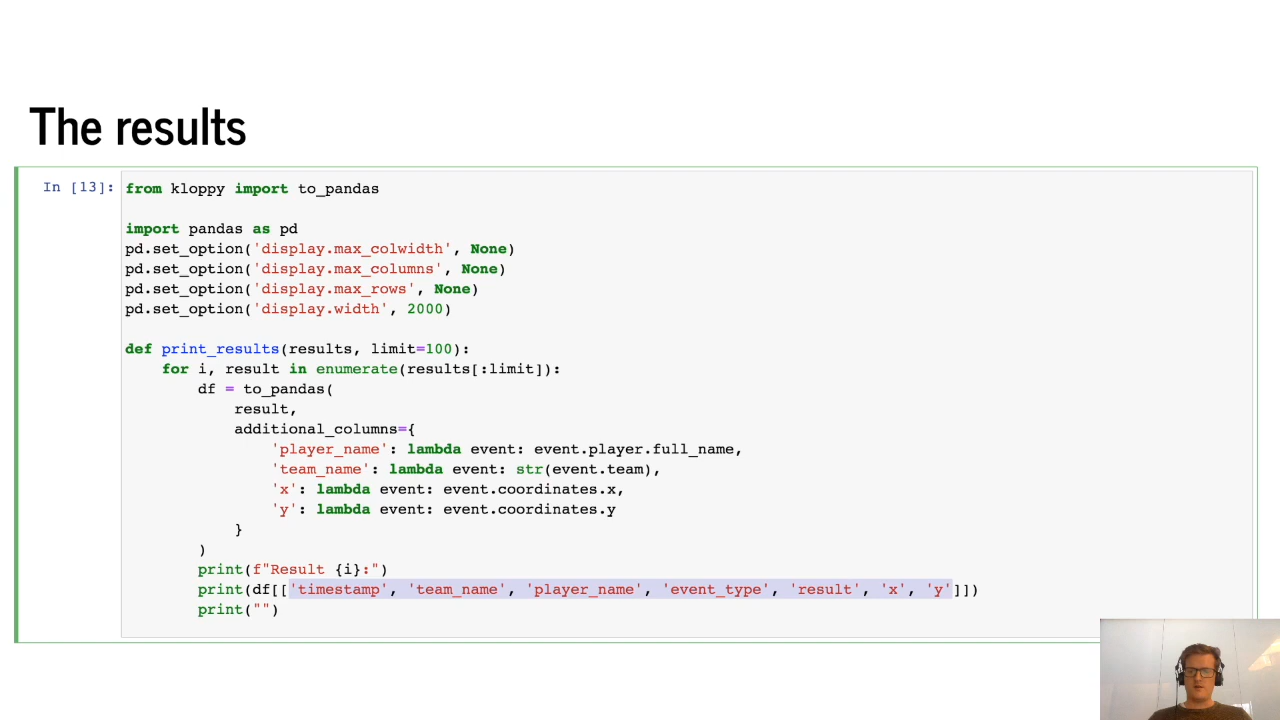 The results
In [13]:
from kloppy import to_pandas
import pandas as pd
pd.set_option('display.max_colwidth', None)
pd.set_option('display.max_columns', None)
pd.set_option('display.max_rows', None)
pd.set_option('display.width', 2000)
def print_results(results, limit=100):
    for i, result in enumerate(results[:limit]):
        df = to_pandas(
            result,
            additional_columns={
                'player_name': lambda event: event.player.full_name,
                'team_name': lambda event: str(event.team),
                'x': lambda event: event.coordinates.x,
                'y': lambda event: event.coordinates.y
            }
        )
        print(f"Result {i}:")
        print(df[['timestamp', 'team_name', 'player_name', 'event_type', 'result', 'x', 'y']])
        print("")